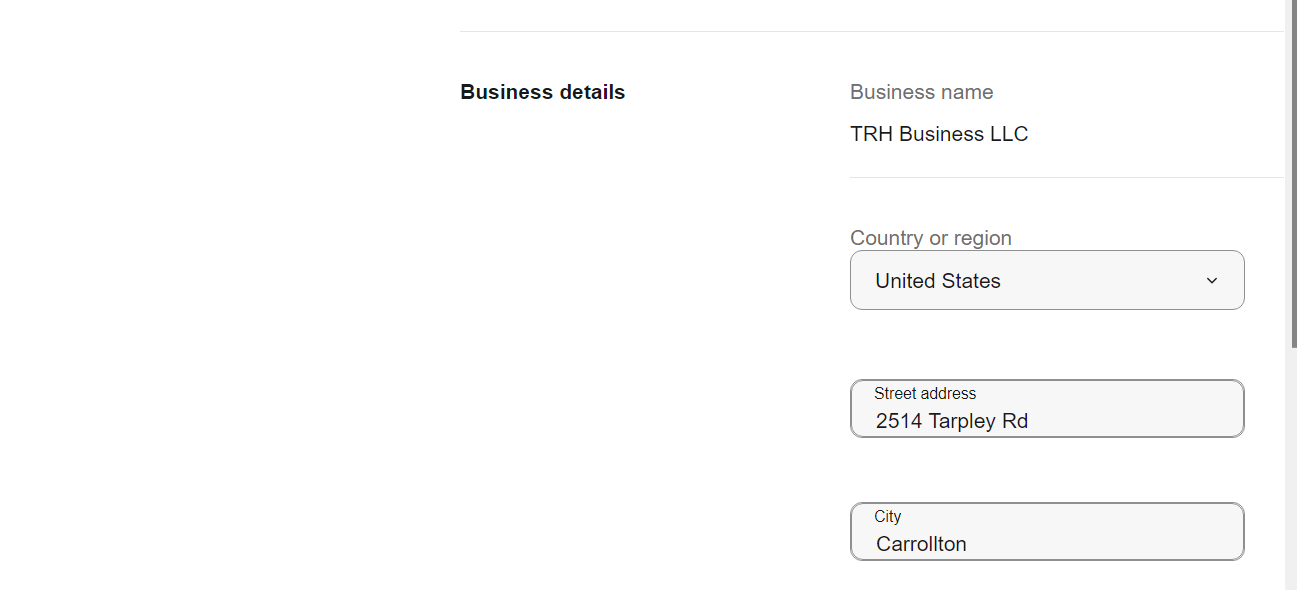 Business details
Business name
TRH Business LLC
Country or region
United States
Street address
2514 Tarpley Rd
City
Carrollton